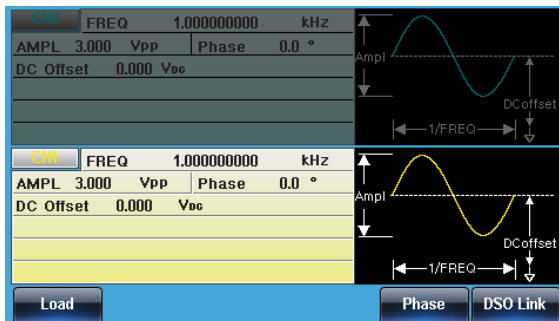 CH2 FREQ 1.000000000 kHz
AMPL 3.000 Vpp Phase 0.0 °
DC Offset 0.000 VDC
Ampl
DCoffset
1/FREQ
CH1 FREQ 1.000000000 kHz
AMPL 3.000 Vpp Phase 0.0 °
DC Offset 0.000 VDC
Ampl
DCoffset
1/FREQ
Load Phase DSO Link